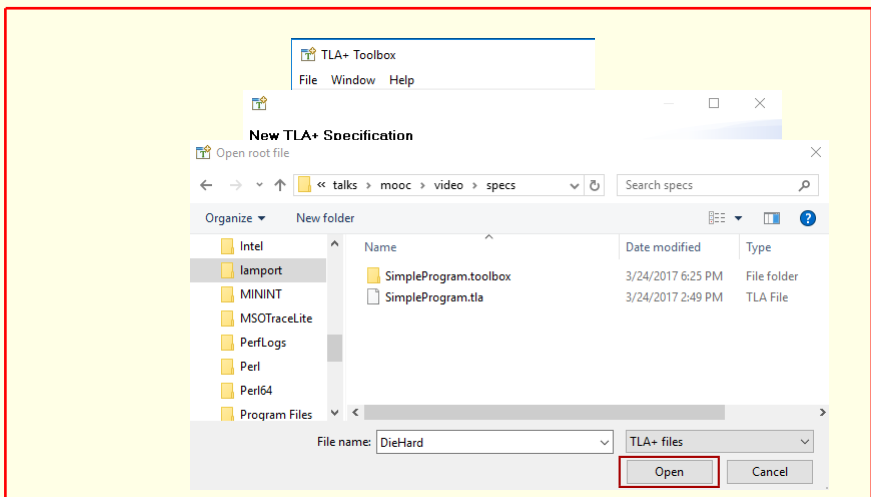 TLA+ Toolbox
File Window Help
New TLA+ Specification
Open root file
« talks › mooc › video › specs
Search specs
Organize New folder
Name Date modified Type
Intel
lamport
MININT
MSOTraceLite
PerfLogs
Perl
Perl64
Program Files
SimpleProgram.toolbox 3/24/2017 6:25 PM File folder
SimpleProgram.tla 3/24/2017 2:49 PM TLA File
File name: DieHard TLA+ files
Open Cancel